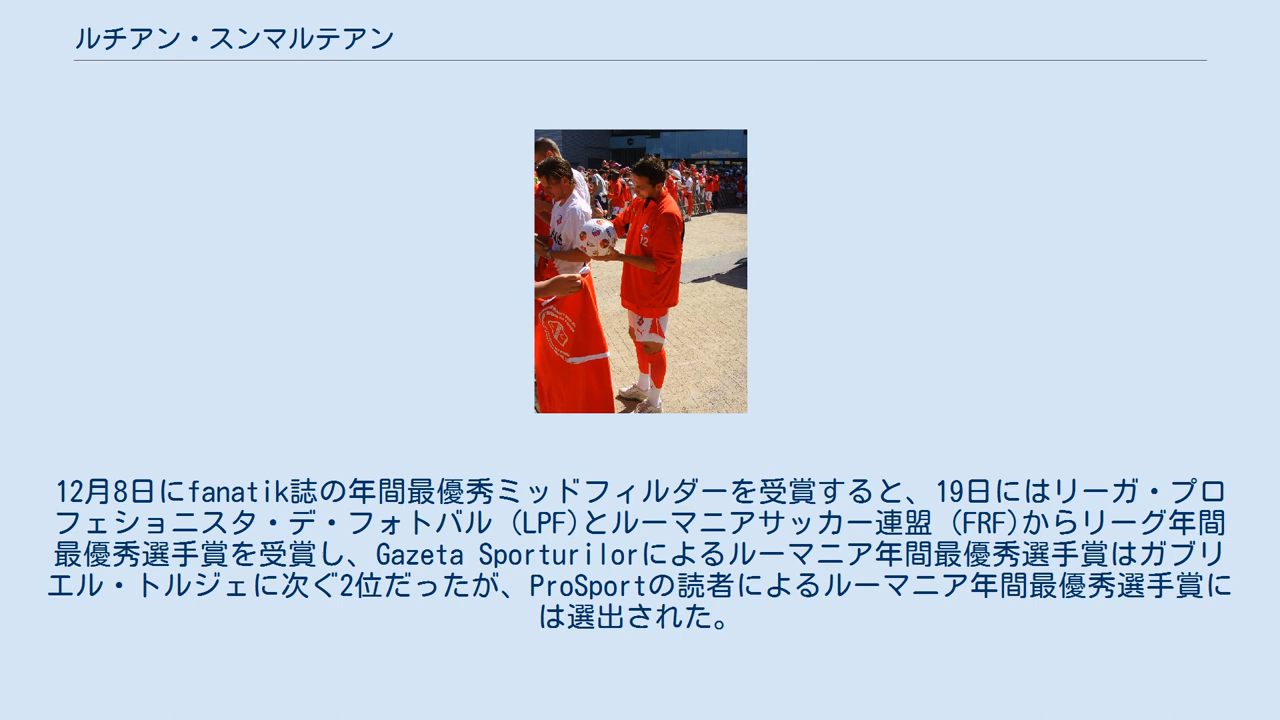 ルチアン・スンマルテアン
12月8日にfanatik誌の年間最優秀ミッドフィルダーを受賞すると、19日にはリーガ・プロ
フェショニスタ・デ・フォトバル (LPF)とルーマニアサッカー連盟 (FRF)からリーグ年間
最優秀選手賞を受賞し、Gazeta Sporturilorによるルーマニア年間最優秀選手賞はガブリ
エル・トルジェに次ぐ2位だったが、ProSportの読者によるルーマニア年間最優秀選手賞に
は選出された。